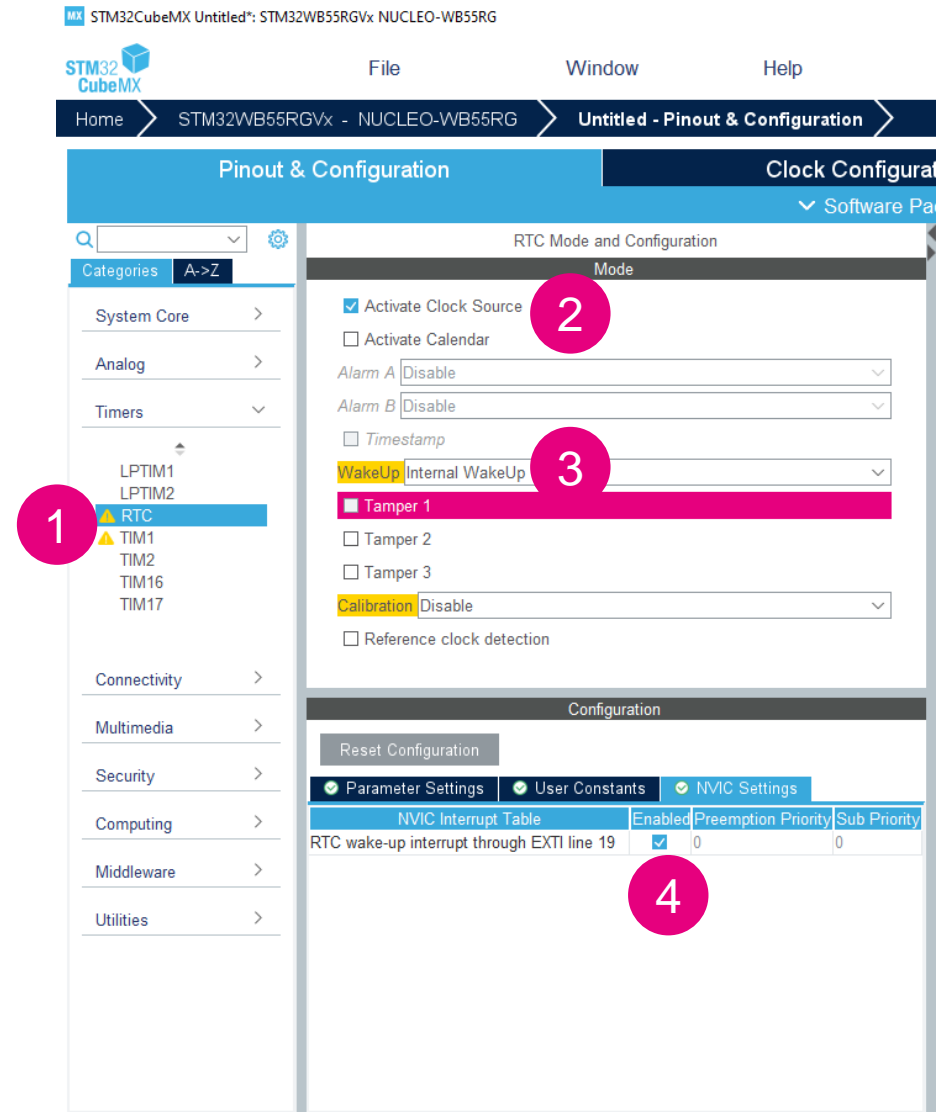 MX STM32CubeMX Untitled*: STM32WB55RGVx NUCLEO-WB55RG
STM32
CubeMX
File Window Help
Home STM32WB55RGVx - NUCLEO-WB55RG Untitled - Pinout & Configuration
Pinout & Configuration Clock Configurat
Software Pa
Categories A->Z
System Core
Analog
Timers
LPTIM1
LPTIM2
1 RTC
TIM1
TIM2
TIM16
TIM17
Connectivity
Multimedia
Security
Computing
Middleware
Utilities
RTC Mode and Configuration
Mode
Activate Clock Source 2
Activate Calendar
Alarm A Disable
Alarm B Disable
Timestamp
WakeUp Internal WakeUp 3
Tamper 1
Tamper 2
Tamper 3
Calibration Disable
Reference clock detection
Configuration
Reset Configuration
Parameter Settings User Constants NVIC Settings
NVIC Interrupt Table Enabled Preemption Priority Sub Priority
RTC wake-up interrupt through EXTI line 19 0 0
4